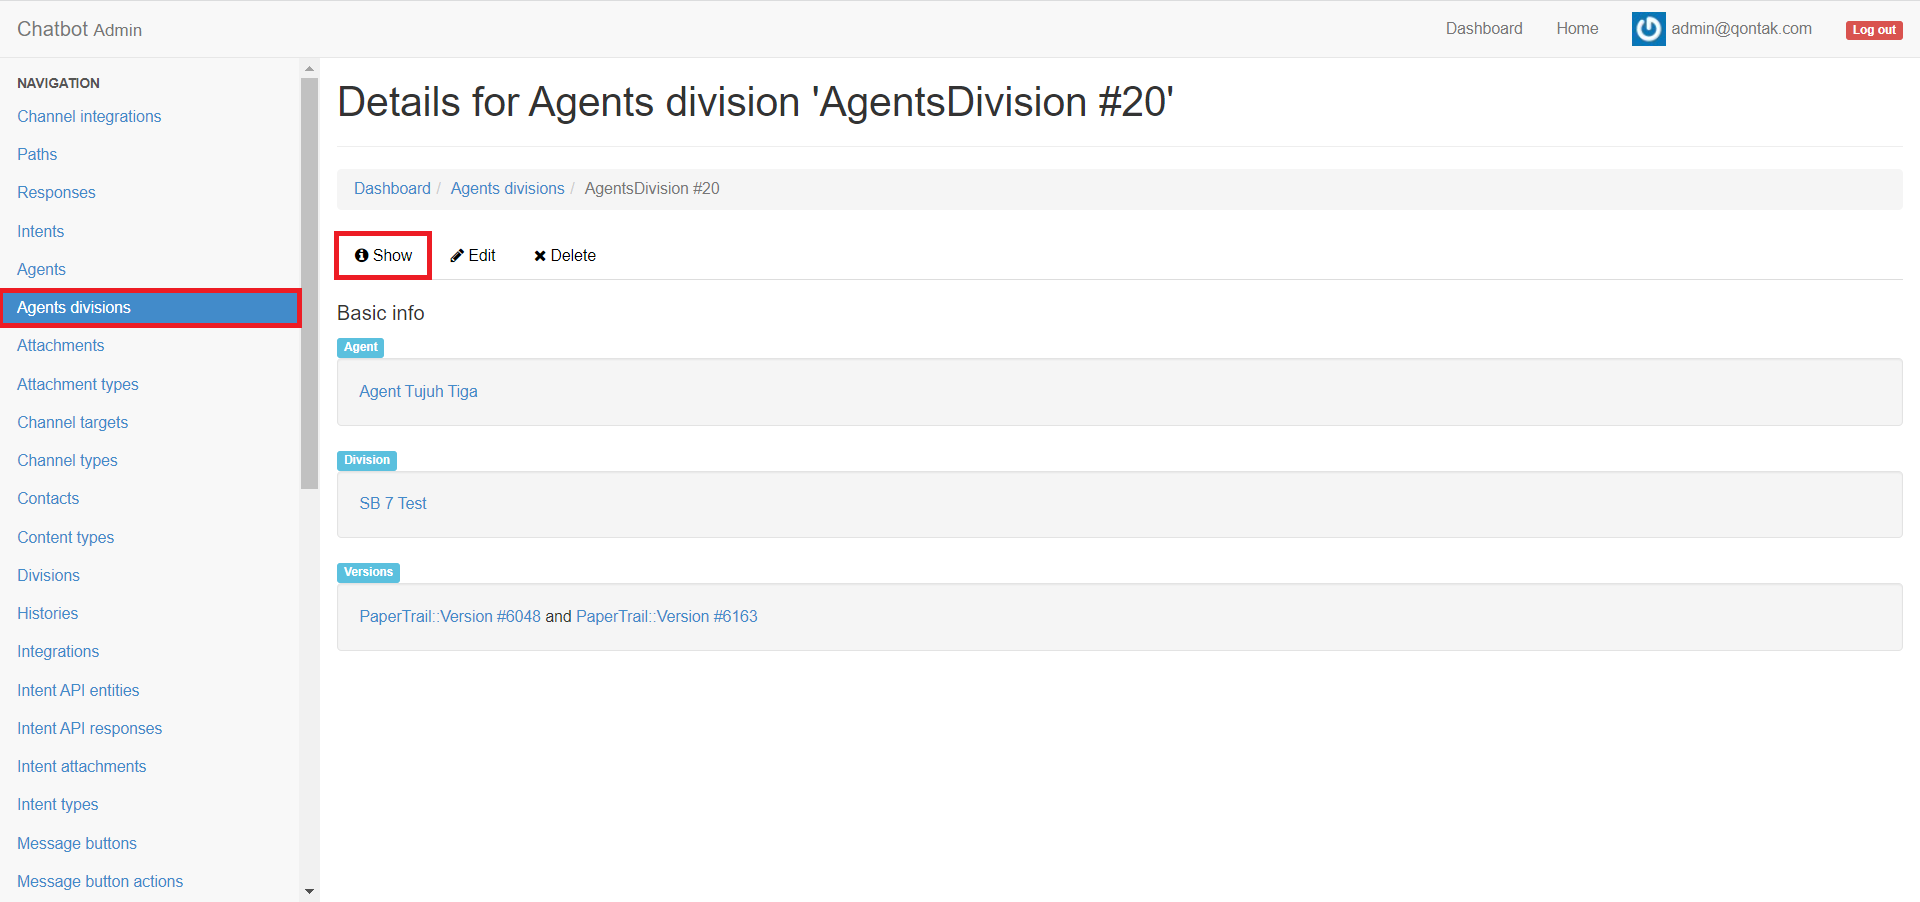 Chatbot Admin
Dashboard
Home
admin@qontak.com
Log out
NAVIGATION
Channel integrations
Paths
Responses
Intents
Agents
Agents divisions
Attachments
Attachment types
Channel targets
Channel types
Contacts
Content types
Divisions
Histories
Integrations
Intent API entities
Intent API responses
Intent attachments
Intent types
Message buttons
Message button actions
Details for Agents division 'AgentsDivision #20'
Dashboard / Agents divisions / AgentsDivision #20
Show
Edit
Delete
Basic info
Agent
Agent Tujuh Tiga
Division
SB 7 Test
Versions
PaperTrail::Version #6048 and PaperTrail::Version #6163